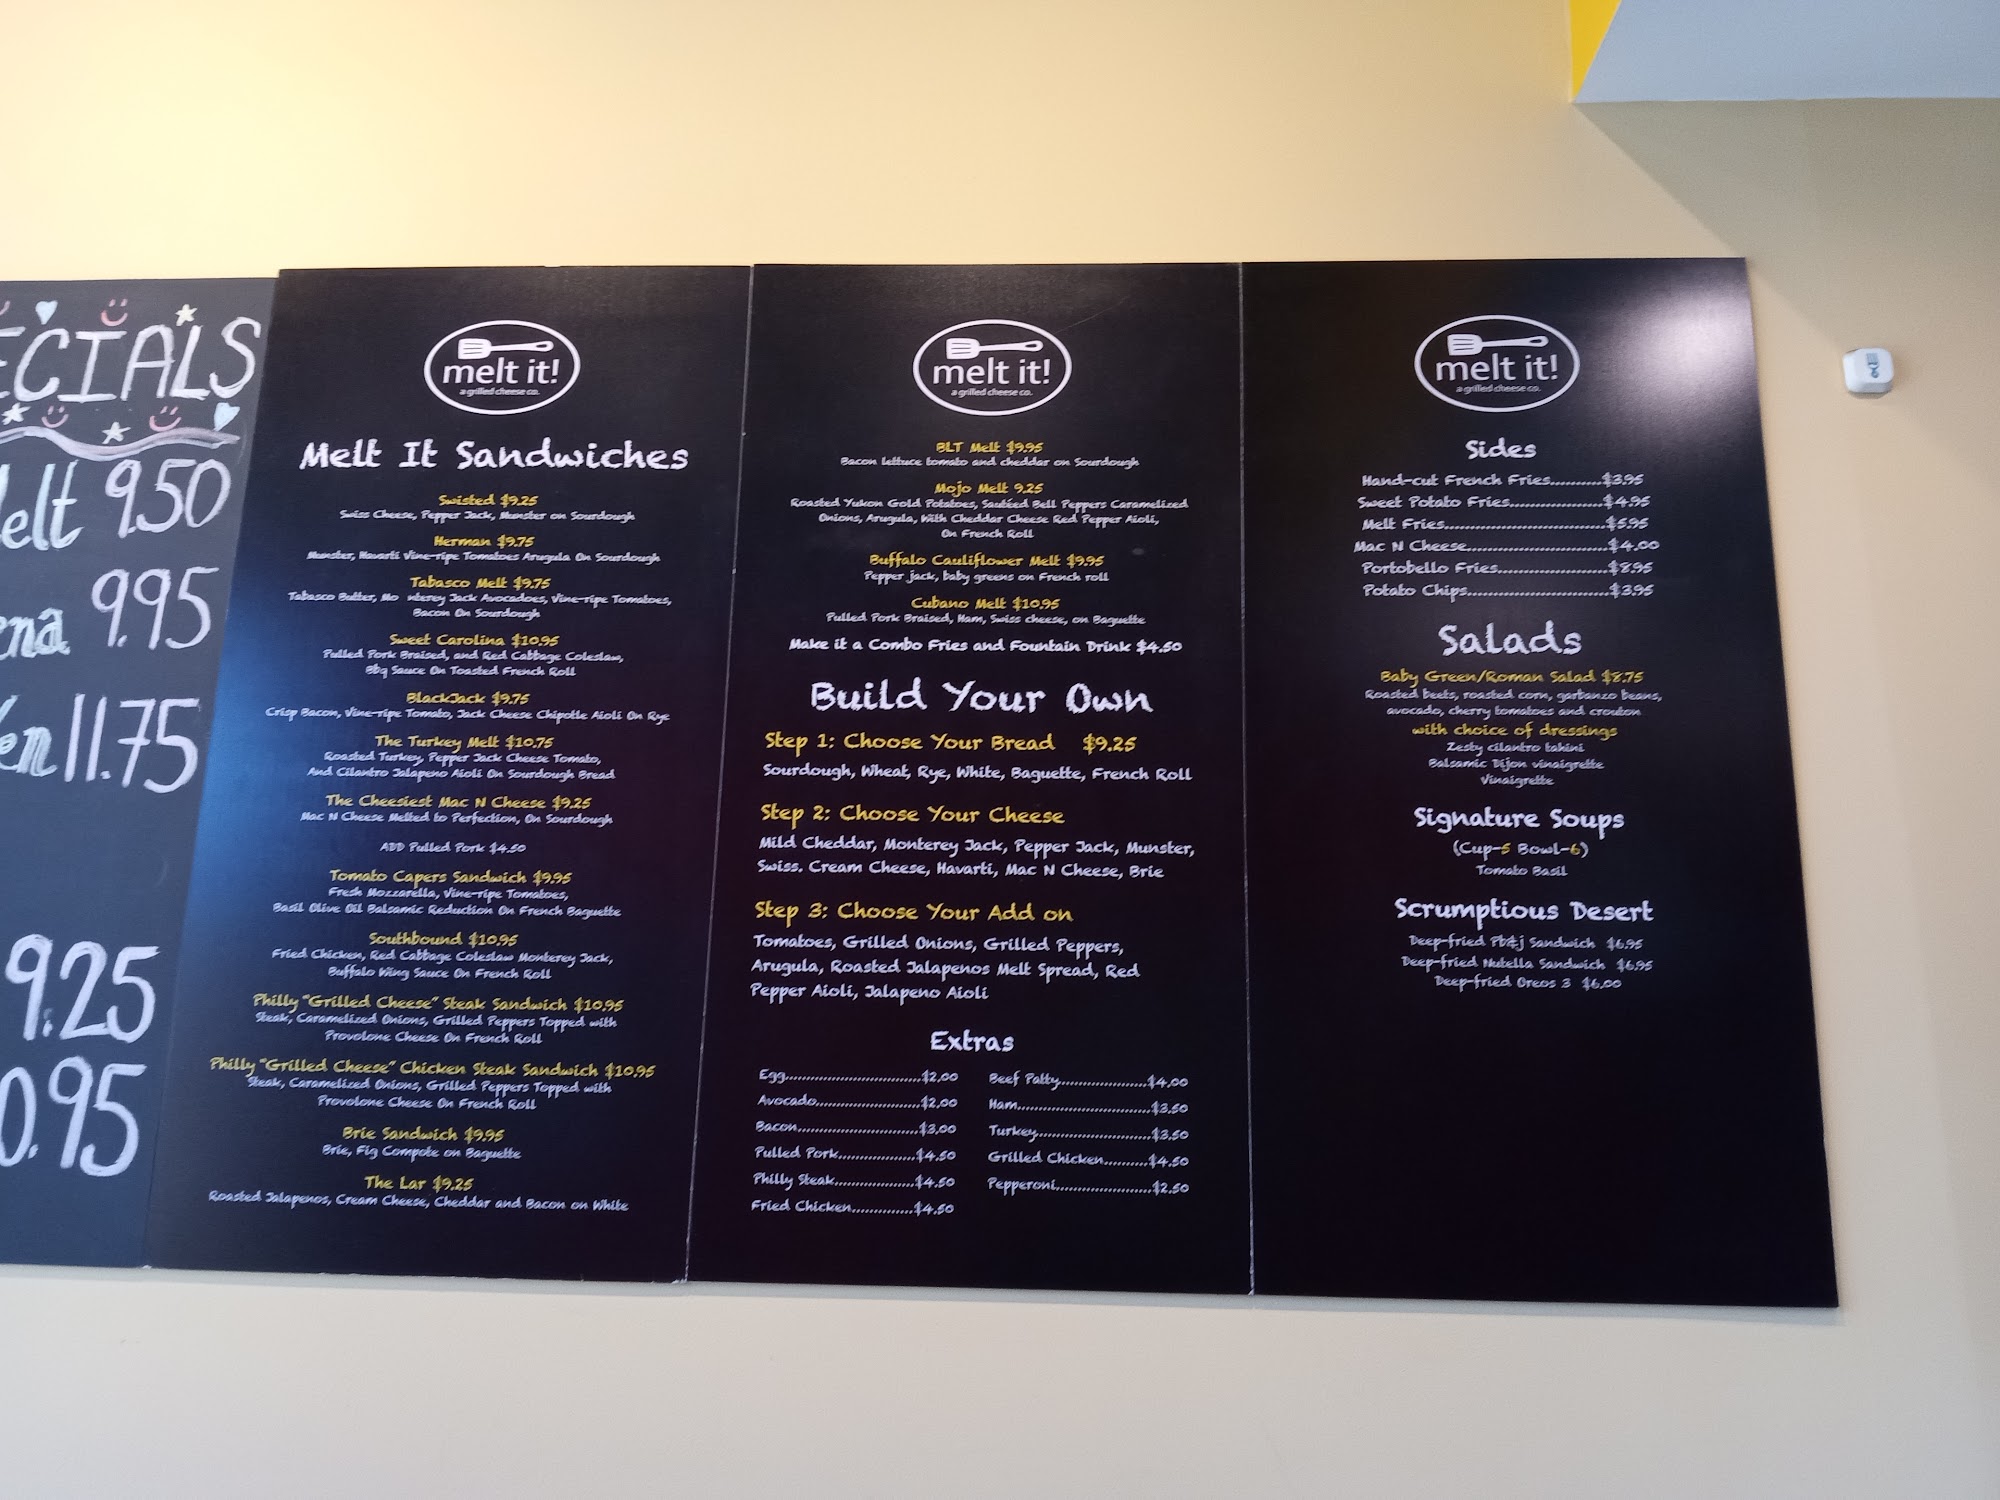 ECIALS
elt 9.50
ena 9.95
en 11.75
9.25
0.95
melt it!
a grilled cheese co.
Melt It Sandwiches
Swisted $9.25
Swiss Cheese, Pepper Jack, Munster on Sourdough
Herman $9.75
Munster, Havarti Vine-ripe Tomatoes Arugula On Sourdough
Tabasco Melt $9.75
Tabasco Butter, Mo nterey Jack Avocadoes, Vine-ripe Tomatoes,
Bacon On Sourdough
Sweet Carolina $10.95
Pulled Pork Braised, and Red Cabbage Coleslaw,
Bbq Sauce On Toasted French Roll
BlackJack $9.75
Crisp Bacon, Vine-ripe Tomato, Jack Cheese Chipotle Aioli On Rye
The Turkey Melt $10.75
Roasted Turkey, Pepper Jack Cheese Tomato,
And Cilantro Jalapeno Aioli On Sourdough Bread
The Cheesiest Mac N Cheese $9.25
Mac N Cheese Melted to Perfection, On Sourdough
ADD Pulled Pork $4.50
Tomato Capers Sandwich $9.95
Fresh Mozzarella, Vine-ripe Tomatoes,
Basil Olive Oil Balsamic Reduction On French Baguette
Southbound $10.95
Fried Chicken, Red Cabbage Coleslaw Monterey Jack,
Buffalo Wing Sauce On French Roll
Philly "Grilled Cheese" Steak Sandwich $10.95
Steak, Caramelized Onions, Grilled Peppers Topped with
Provolone Cheese On French Roll
Philly "Grilled Cheese" Chicken Steak Sandwich $10.95
Steak, Caramelized Onions, Grilled Peppers Topped with
Provolone Cheese On French Roll
Brie Sandwich $9.95
Brie, Fig Compote on Baguette
The Lar $9.25
Roasted Jalapenos, Cream Cheese, Cheddar and Bacon on White
melt it!
a grilled cheese co.
BLT Melt $9.95
Bacon lettuce tomato and cheddar on Sourdough
Mojo Melt 9.25
Roasted Yukon Gold Potatoes, Sautéed Bell Peppers Caramelized
Onions, Arugula, With Cheddar Cheese Red Pepper Aioli,
On French Roll
Buffalo Cauliflower Melt $9.95
Pepper jack, baby greens on French roll
Cubano Melt $10.95
Pulled Pork Braised, Ham, Swiss cheese, on Baguette
Make it a Combo Fries and Fountain Drink $4.50
Build Your Own
Step 1: Choose Your Bread $9.25
Sourdough, Wheat, Rye, White, Baguette, French Roll
Step 2: Choose Your Cheese
Mild Cheddar, Monterey Jack, Pepper Jack, Munster,
Swiss. Cream Cheese, Havarti, Mac N Cheese, Brie
Step 3: Choose Your Add on
Tomatoes, Grilled Onions, Grilled Peppers,
Arugula, Roasted Jalapenos Melt Spread, Red
Pepper Aioli, Jalapeno Aioli
Extras
Egg..............................$2.00
Avocado.......................$2.00
Bacon...........................$3.00
Pulled Pork.................$4.50
Philly Steak.................$4.50
Fried Chicken.............$4.50
Beef Patty...................$4.00
Ham.............................$3.50
Turkey.........................$3.50
Grilled Chicken..........$4.50
Pepperoni.....................$2.50
melt it!
a grilled cheese co.
Sides
Hand-cut French Fries..........$3.95
Sweet Potato Fries..................$4.95
Melt Fries...............................$5.95
Mac N Cheese...........................$4.00
Portobello Fries.....................$8.95
Potato Chips...........................$3.95
Salads
Baby Green/Roman Salad $8.75
Roasted beets, roasted corn, garbanzo beans,
avocado, cherry tomatoes and crouton
with choice of dressings
Zesty cilantro tahini
Balsamic Dijon vinaigrette
Vinaigrette
Signature Soups
(Cup-5 Bowl-6)
Tomato Basil
Scrumptious Desert
Deep-fried Pb&j Sandwich $6.95
Deep-fried Nutella Sandwich $6.95
Deep-fried Oreos 3 $6.00